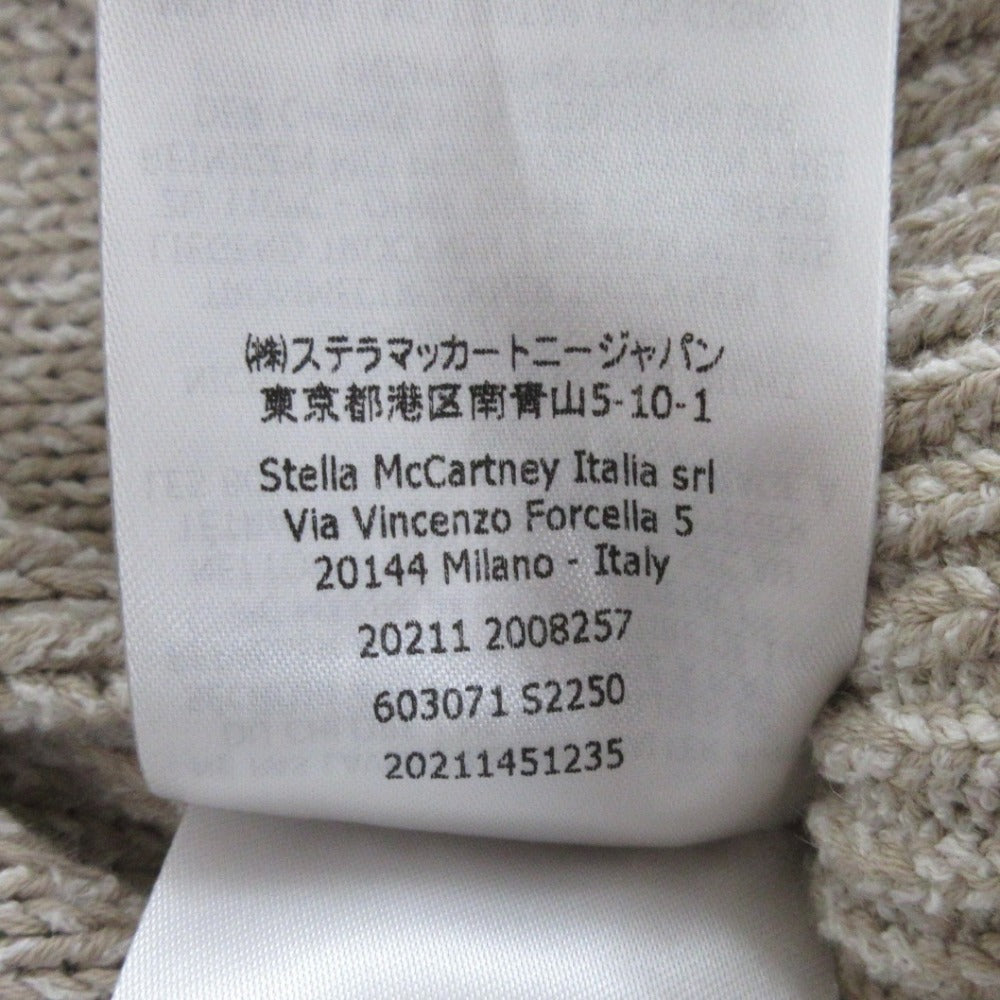 ㈱ステラマッカートニージャパン
東京都港区南青山5-10-1
Stella McCartney Italia srl
Via Vincenzo Forcella 5
20144 Milano - Italy
20211 2008257
603071 S2250
20211451235